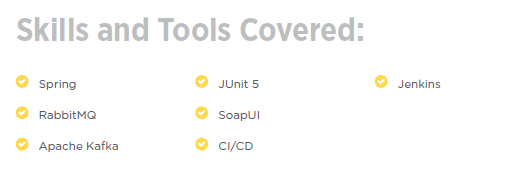 Skills and Tools Covered:
Spring
RabbitMQ
Apache Kafka
JUnit 5
SoapUI
CI/CD
Jenkins